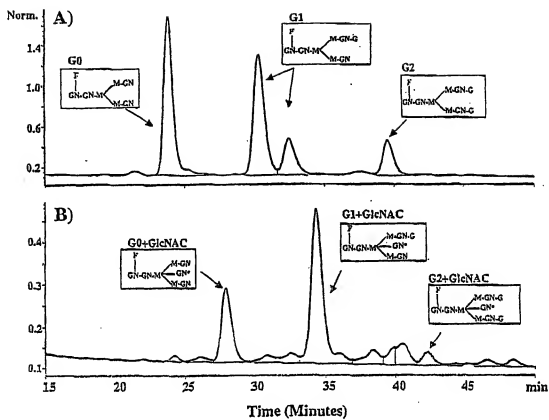 Norm.
A)
1.4
1.0
0.6
0.2
G0
F
GN-GN-M
M-GN
M-GN
G1
F
GN-GN-M
M-GN-G
M-GN
G2
F
GN-GN-M
M-GN-G
M-GN-G
B)
0.4
0.3
0.2
0.1
G0+GlcNAC
F
GN-GN-M
M-GN
GN*
M-GN
G1+GlcNAC
F
GN-GN-M
M-GN-G
GN*
M-GN
G2+GlcNAC
F
GN-GN-M
M-GN-G
GN*
M-GN-G
15 20 25 30 35 40 45 min
Time (Minutes)